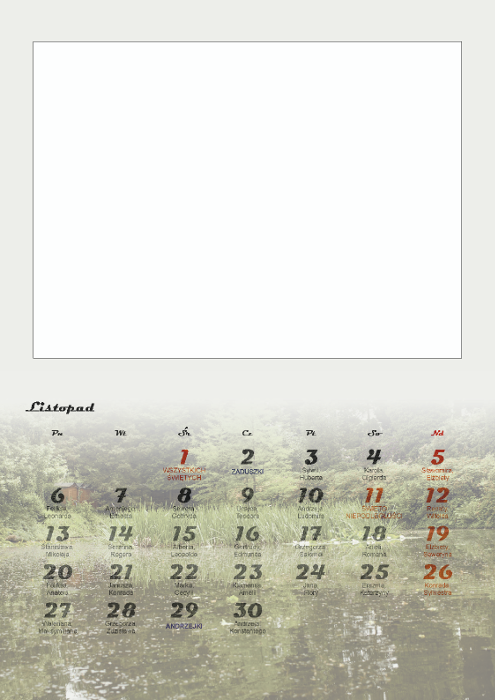 Listopad
Pn Wt Śr Cz Pt So Nd
1 2 3 4 5
WSZYSTKICH ZADUSZKI Karola Sławomira
ŚWIĘTYCH Huberta Olgierda Elżbiety
6 7 8 9 10 11 12
Feliksa Antoniego Seweryna Ursyna Andrzeja ŚWIĘTO Renaty
Leonarda Ernesta Gotfryda Teodora Ludomira NIEPODLEGŁOŚCI Witolda
13 14 15 16 17 18 19
Stanisława Serafina Alberta Gertrudy Grzegorza Anieli Elżbiety
Mikołaja Rogera Leopolda Edmunda Salomei Romana Seweryna
20 21 22 23 24 25 26
Feliksa Janusza Marka Klemensa Jana Erazma Konrada
Anatola Konrada Cecylii Amelii Flory Katarzyny Sylwestra
27 28 29 30
Waleriana Grzegorza ANDRZEJKI Andrzeja
Maksymiliana Zdzisława Konstantego